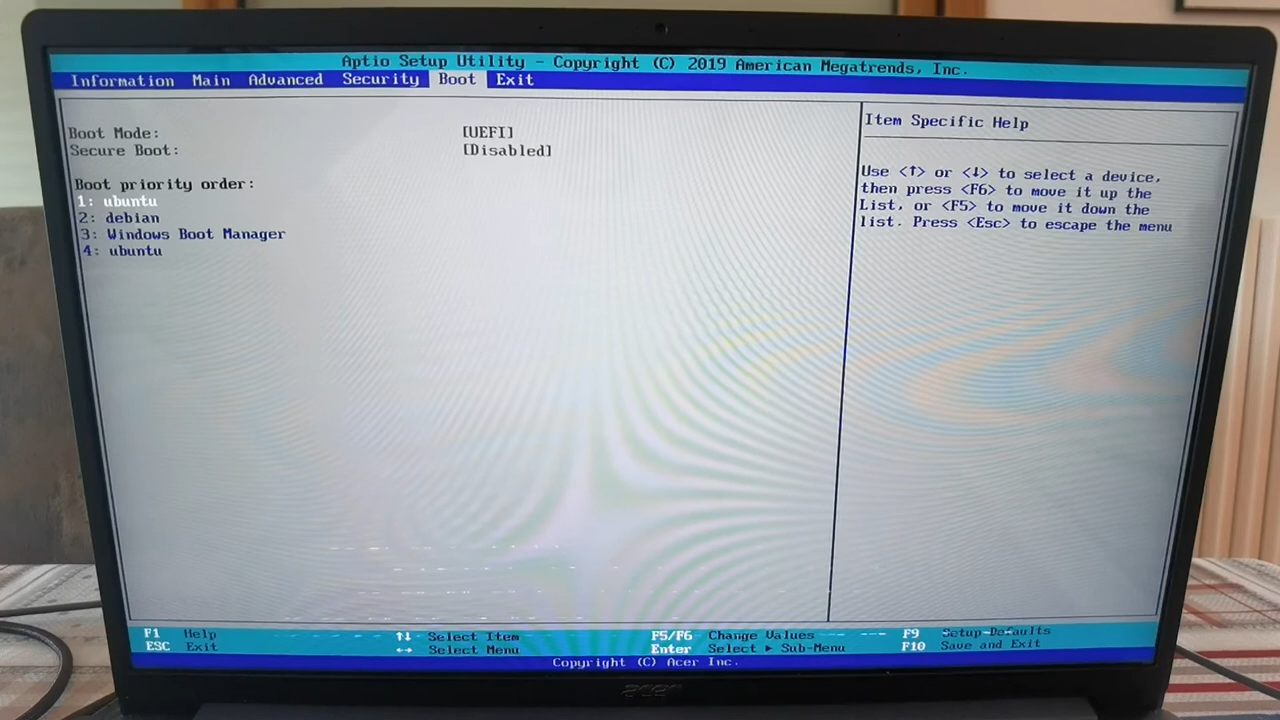 Aptio Setup Utility - Copyright (C) 2019 American Megatrends, Inc.
Information Main Advanced Security Boot Exit
Boot Mode: [UEFI]
Secure Boot: [Disabled]
Boot priority order:
1: ubuntu
2: debian
3: Windows Boot Manager
4: ubuntu
Item Specific Help
Use <↑> or <↓> to select a device,
then press <F6> to move it up the
List, or <F5> to move it down the
list. Press <Esc> to escape the menu
F1 Help ↑↓ Select Item F5/F6 Change Values F9 Setup Defaults
ESC Exit ←→ Select Menu Enter Select ▶ Sub-Menu F10 Save and Exit
Copyright (C) Acer Inc.
acer